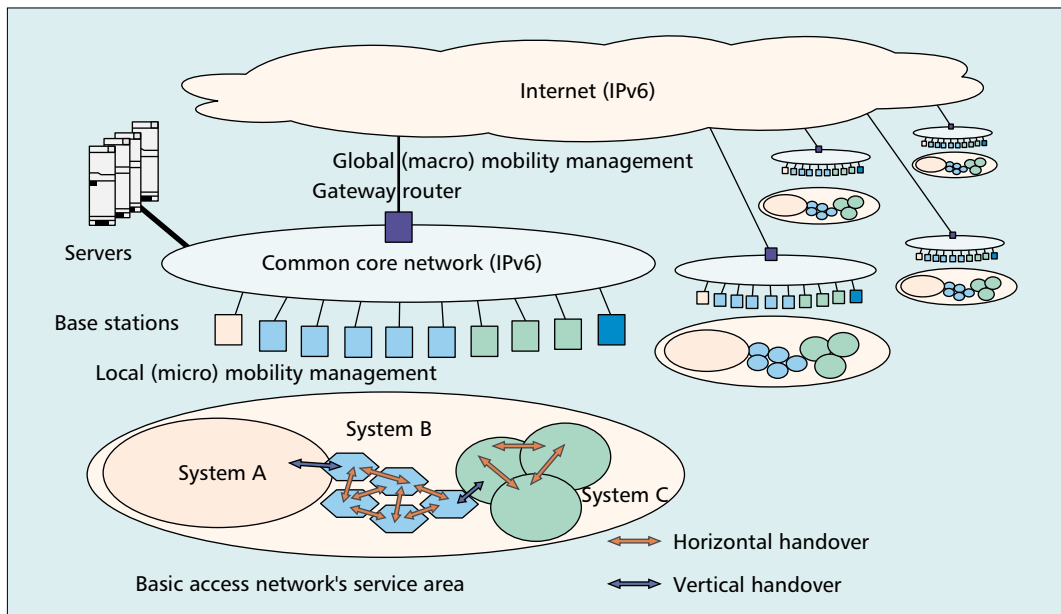 Internet (IPv6)
Global (macro) mobility management
Gateway router
Servers
Common core network (IPv6)
Base stations
Local (micro) mobility management
System B
System A
System C
Horizontal handover
Basic access network's service area
Vertical handover